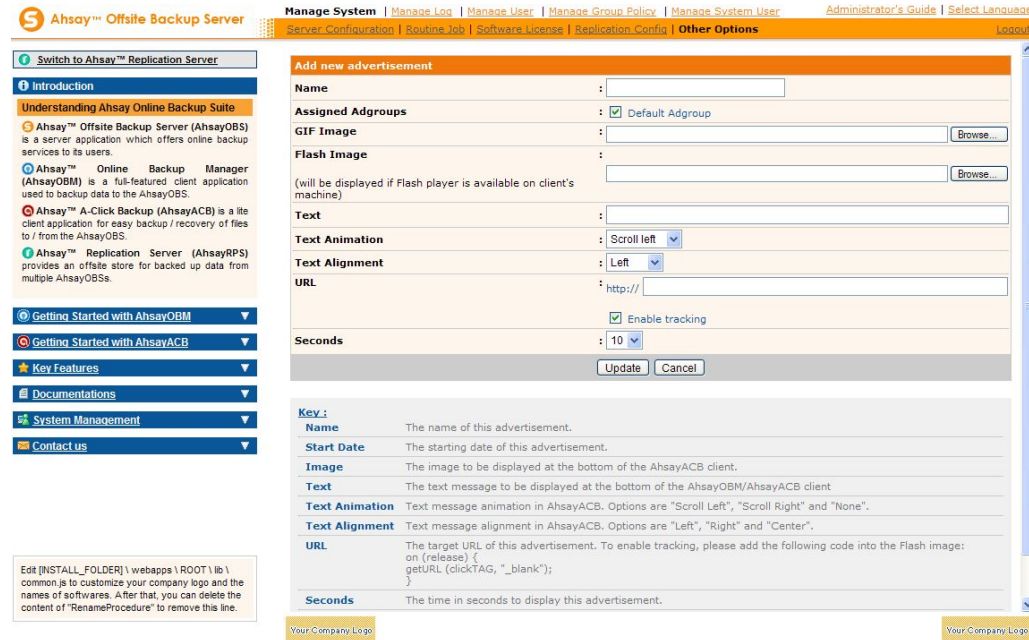 Ahsay™ Offsite Backup Server
Manage System | Manage Log | Manage User | Manage Group Policy | Manage System User
Administrator's Guide | Select Language
Server Configuration | Routine Job | Software License | Replication Config | Other Options
Logout
Switch to Ahsay™ Replication Server
Introduction
Understanding Ahsay Online Backup Suite
Ahsay™ Offsite Backup Server (AhsayOBS)
is a server application which offers online backup
services to its users.
Ahsay™ Online Backup Manager
(AhsayOBM) is a full-featured client application
used to backup data to the AhsayOBS.
Ahsay™ A-Click Backup (AhsayACB) is a lite
client application for easy backup / recovery of files
to / from the AhsayOBS.
Ahsay™ Replication Server (AhsayRPS)
provides an offsite store for backed up data from
multiple AhsayOBSs.
Getting Started with AhsayOBM
Getting Started with AhsayACB
Key Features
Documentations
System Management
Contact us
Edit [INSTALL_FOLDER] \ webapps \ ROOT \ lib \
common.js to customize your company logo and the
names of softwares. After that, you can delete the
content of "RenameProcedure" to remove this line.
Add new advertisement
Name :
Assigned Adgroups : Default Adgroup
GIF Image : Browse...
Flash Image :
(will be displayed if Flash player is available on client's
machine)
Browse...
Text :
Text Animation : Scroll left
Text Alignment : Left
URL : http://
Enable tracking
Seconds : 10
Update Cancel
Key :
Name The name of this advertisement.
Start Date The starting date of this advertisement.
Image The image to be displayed at the bottom of the AhsayACB client.
Text The text message to be displayed at the bottom of the AhsayOBM/AhsayACB client
Text Animation Text message animation in AhsayACB. Options are "Scroll Left", "Scroll Right" and "None".
Text Alignment Text message alignment in AhsayACB. Options are "Left", "Right" and "Center".
URL The target URL of this advertisement. To enable tracking, please add the following code into the Flash image:
on (release) {
getURL (clickTAG, "_blank");
}
Seconds The time in seconds to display this advertisement.
Your Company Logo
Your Company Logo